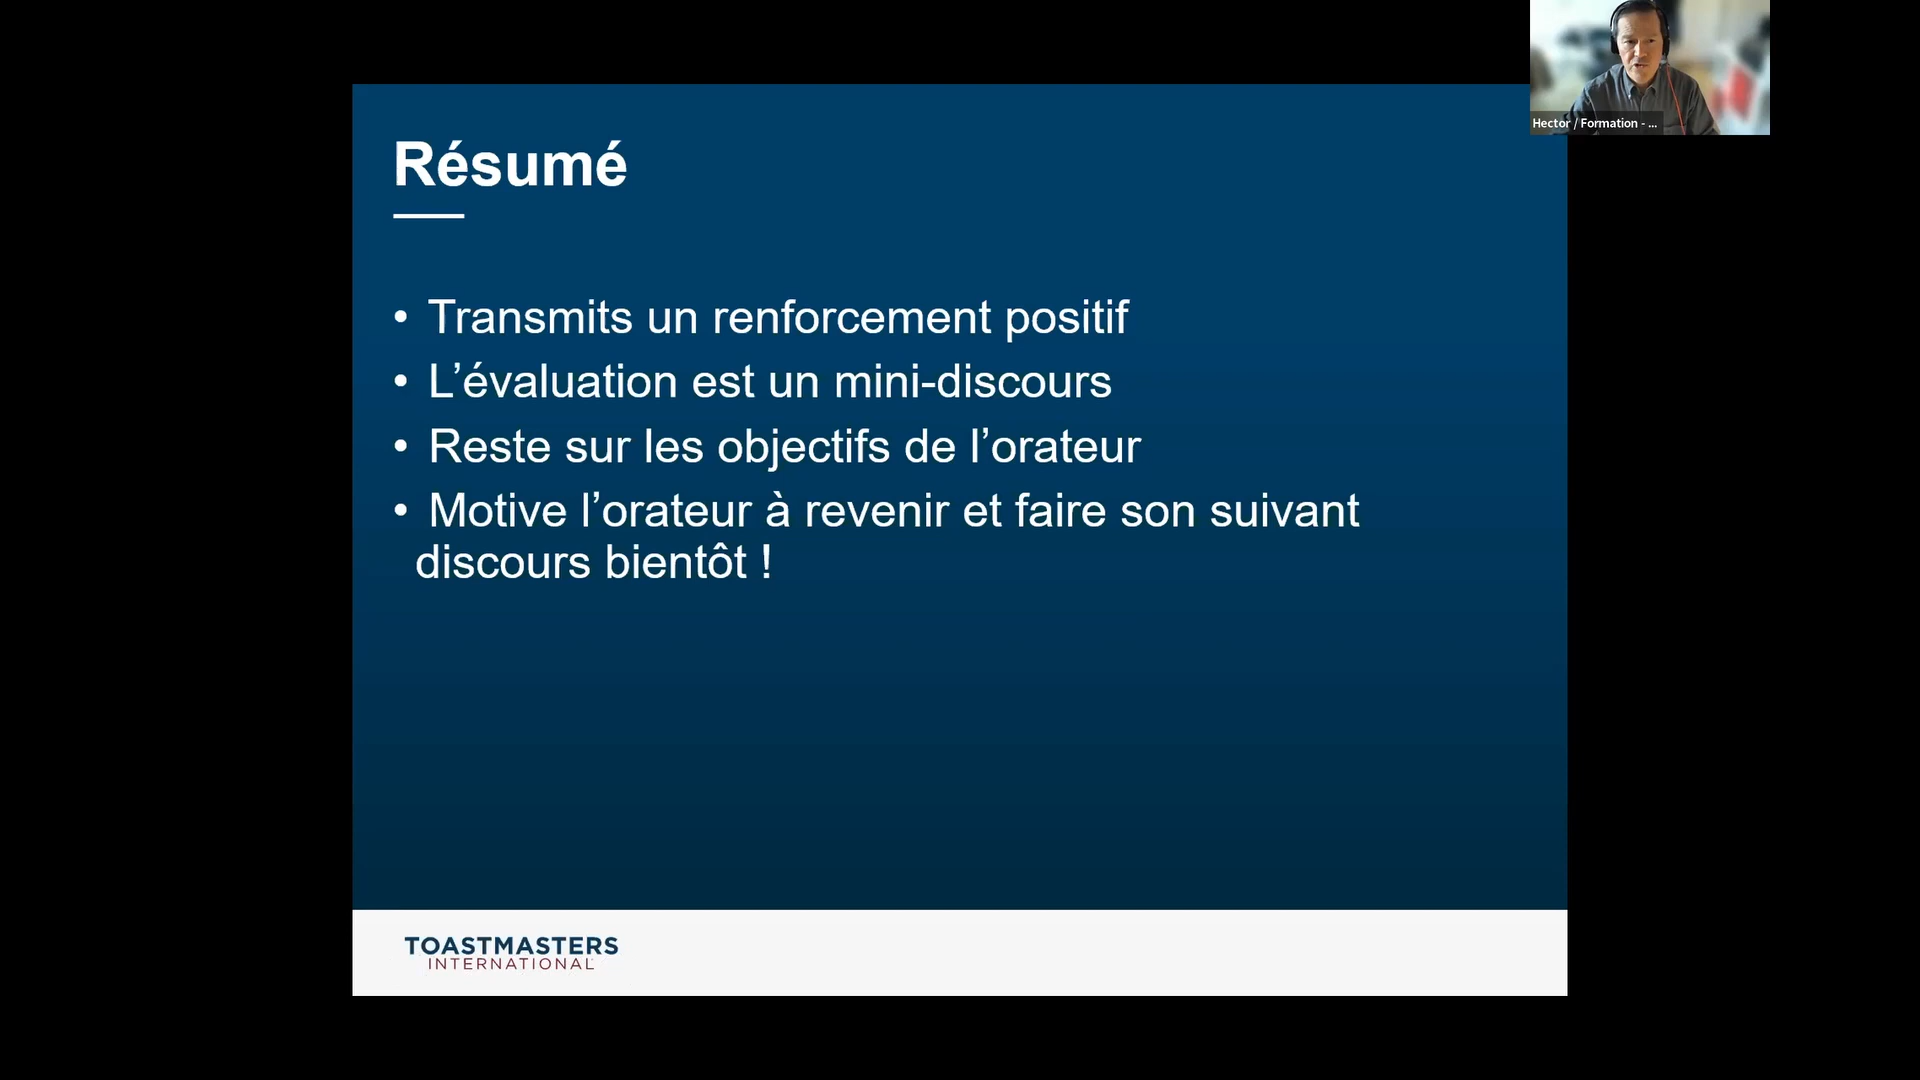 Hector / Formation - ...
Résumé
• Transmits un renforcement positif
• L’évaluation est un mini-discours
• Reste sur les objectifs de l’orateur
• Motive l’orateur à revenir et faire son suivant
discours bientôt !
TOASTMASTERS
INTERNATIONAL